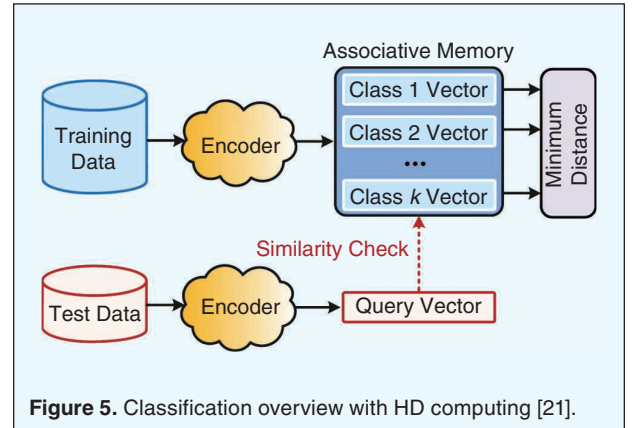 Associative Memory
Training
Data
Encoder
Class 1 Vector
Class 2 Vector
...
Class k Vector
Minimum
Distance
Similarity Check
Test Data
Encoder
Query Vector
Figure 5. Classification overview with HD computing [21].